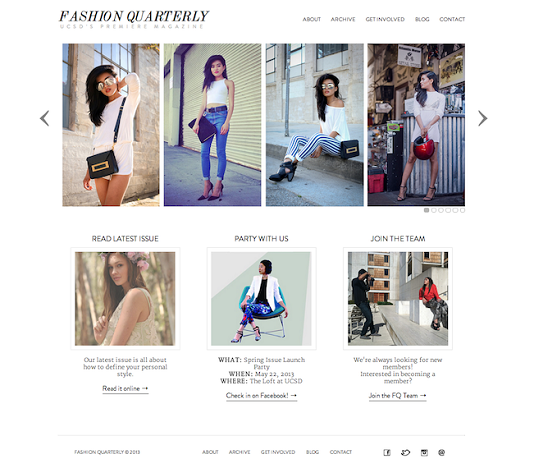 FASHION QUARTERLY
UCSD'S PREMIERE MAGAZINE
ABOUT ARCHIVE GET INVOLVED BLOG CONTACT
READ LATEST ISSUE
Our latest issue is all about
how to define your personal
style.
Read it online →
PARTY WITH US
WHAT: Spring Issue Launch
Party
WHEN: May 22, 2013
WHERE: The Loft at UCSD
Check in on Facebook! →
JOIN THE TEAM
We're always looking for new
members!
Interested in becoming a
member?
Join the FQ Team →
FASHION QUARTERLY © 2013
ABOUT ARCHIVE GET INVOLVED BLOG CONTACT